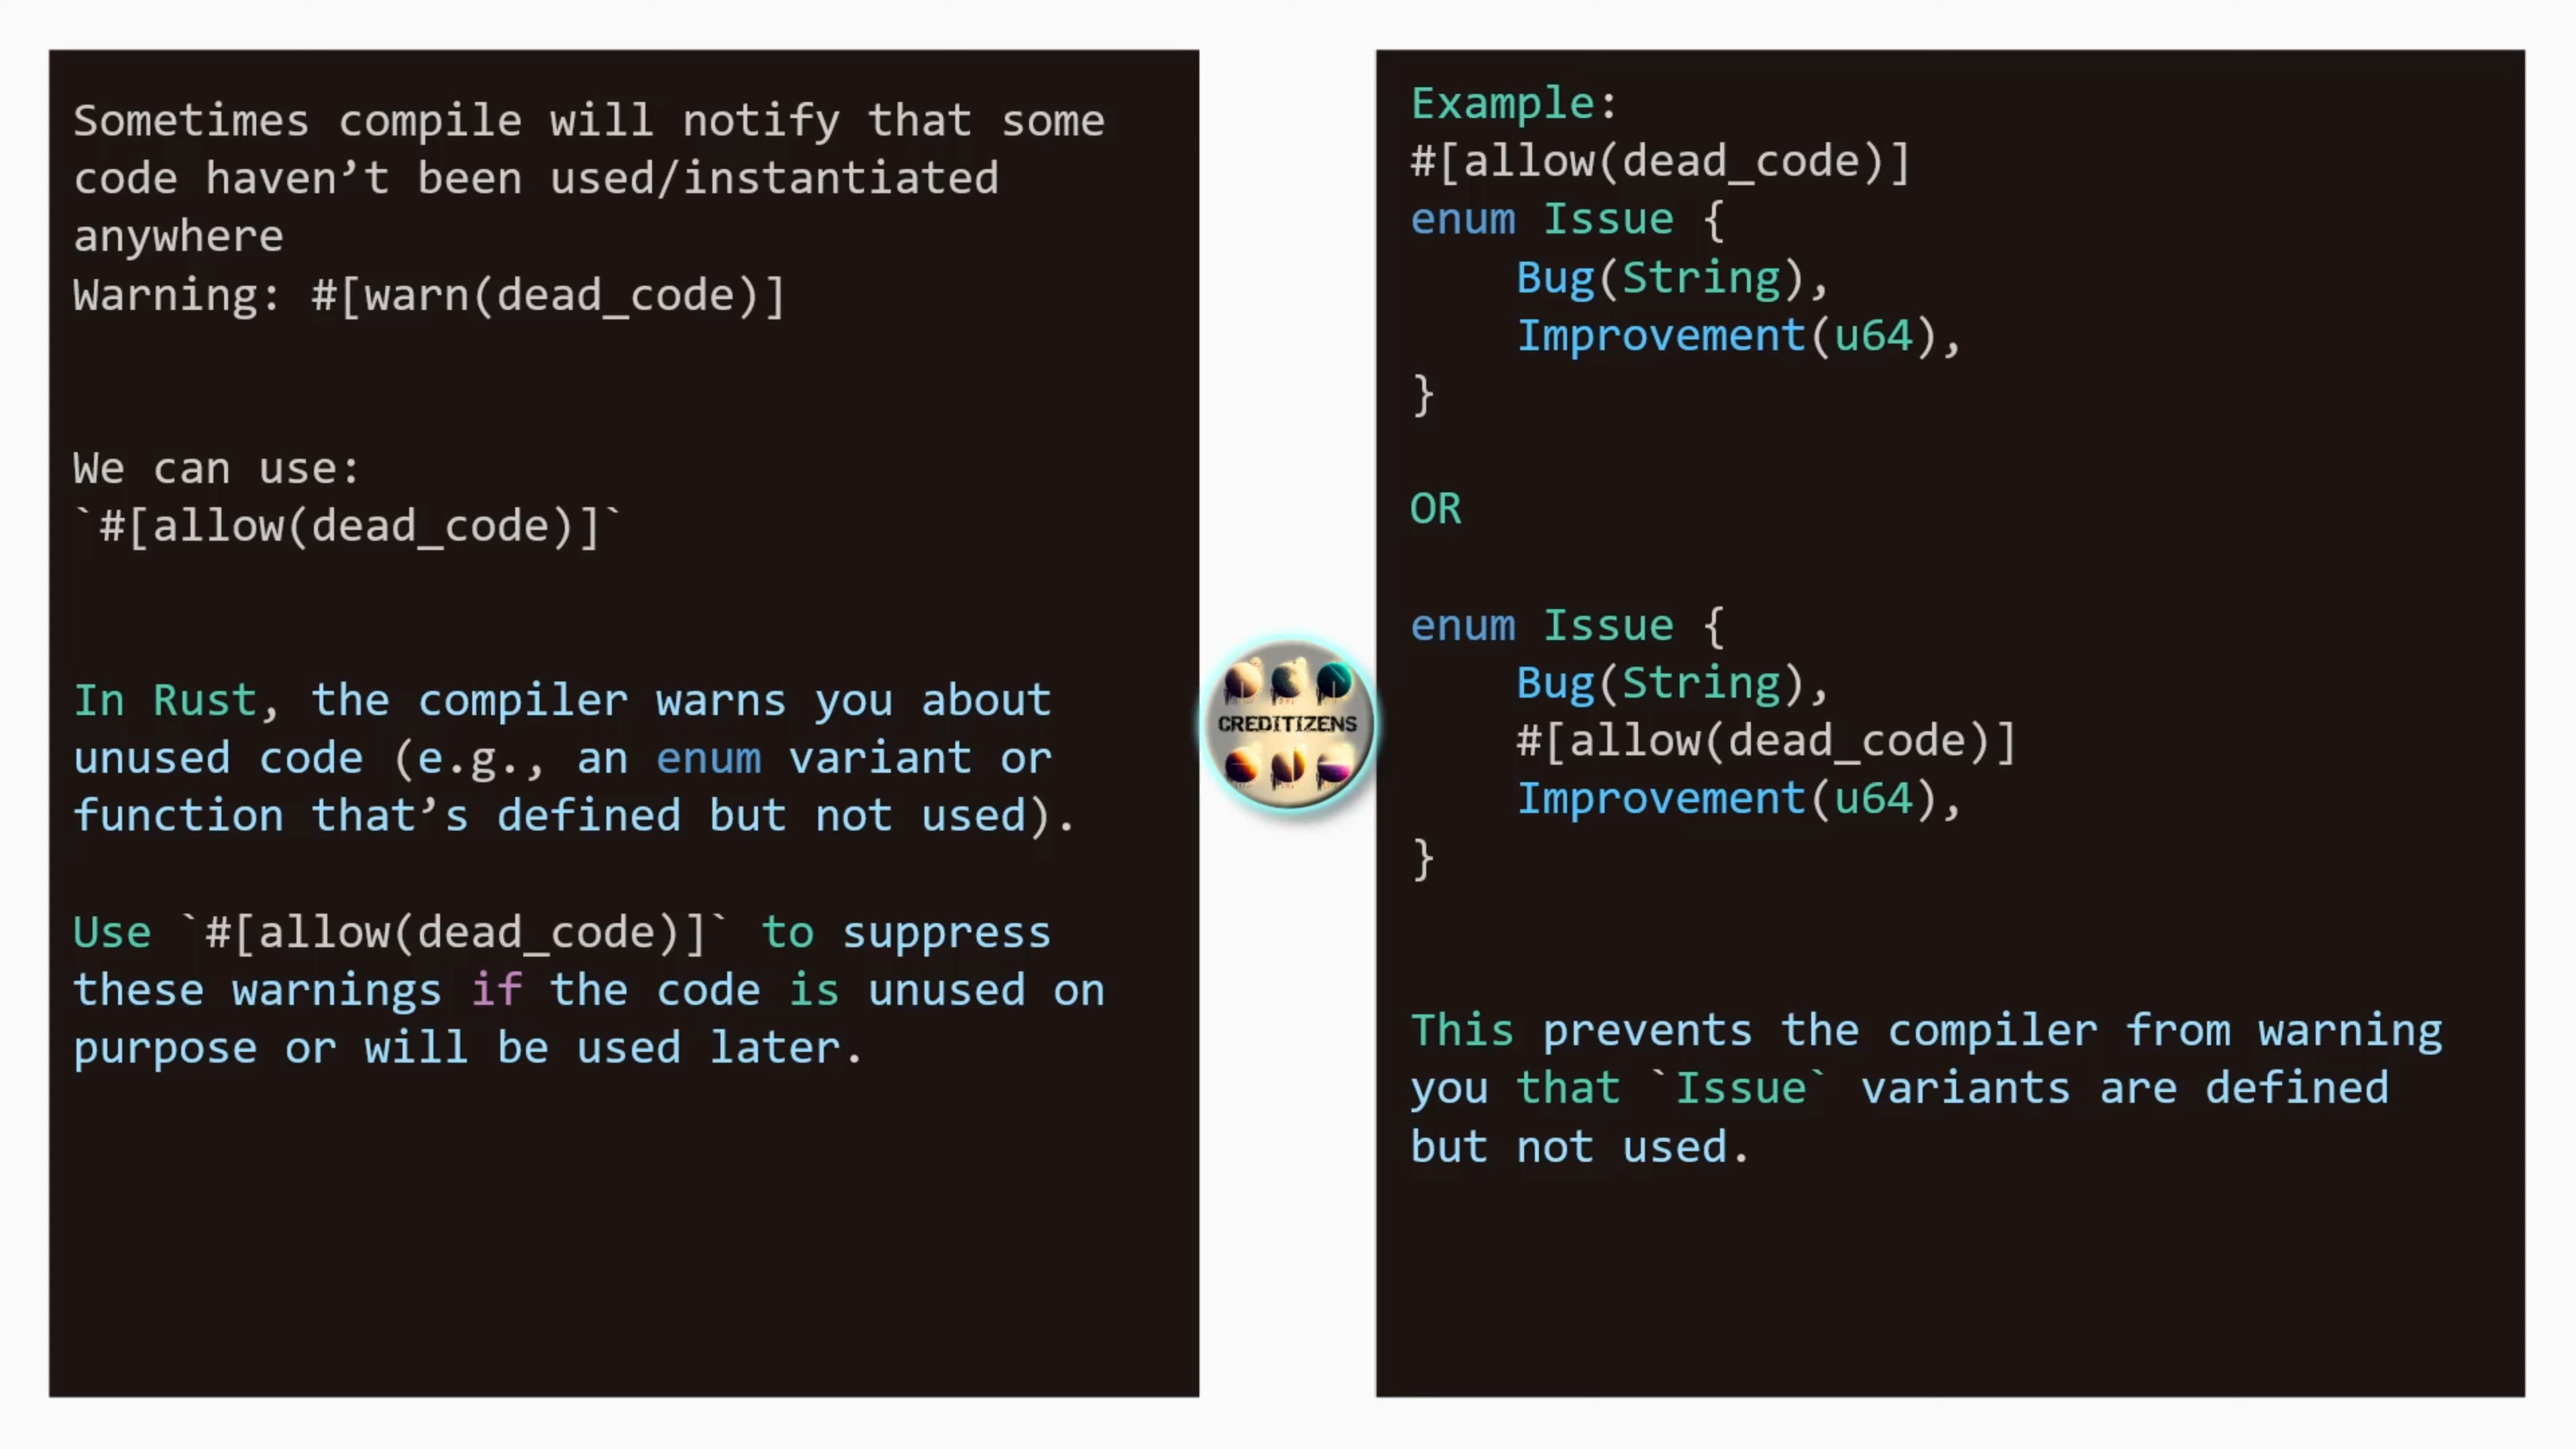 Sometimes compile will notify that some
code haven’t been used/instantiated
anywhere
Warning: #[warn(dead_code)]
We can use:
`#[allow(dead_code)]`
In Rust, the compiler warns you about
unused code (e.g., an enum variant or
function that’s defined but not used).
Use `#[allow(dead_code)]` to suppress
these warnings if the code is unused on
purpose or will be used later.
CREDITIZENS
Example:
#[allow(dead_code)]
enum Issue {
    Bug(String),
    Improvement(u64),
}
OR
enum Issue {
    Bug(String),
    #[allow(dead_code)]
    Improvement(u64),
}
This prevents the compiler from warning
you that `Issue` variants are defined
but not used.